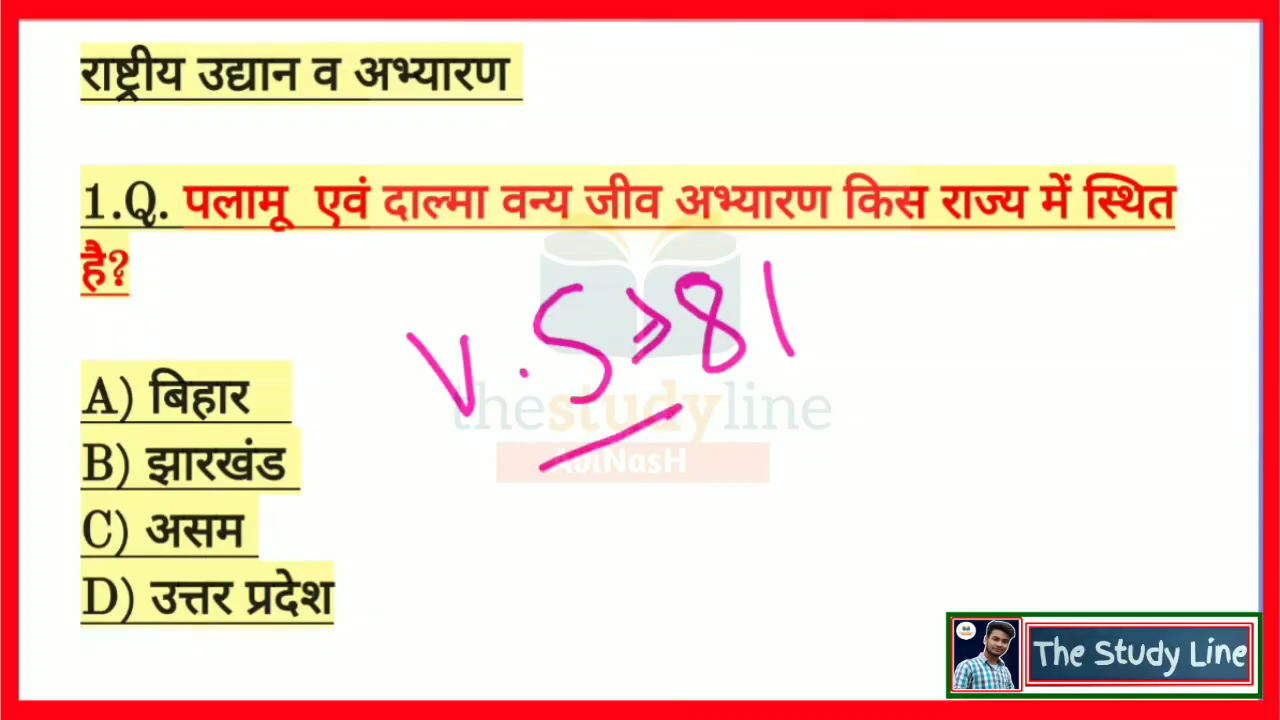 राष्ट्रीय उद्यान व अभ्यारण
1.Q. पलामू एवं दाल्मा वन्य जीव अभ्यारण किस राज्य में स्थित
है?
V.S⇒81
thestudyline
AbiNasH
A) बिहार
B) झारखंड
C) असम
D) उत्तर प्रदेश
The Study Line